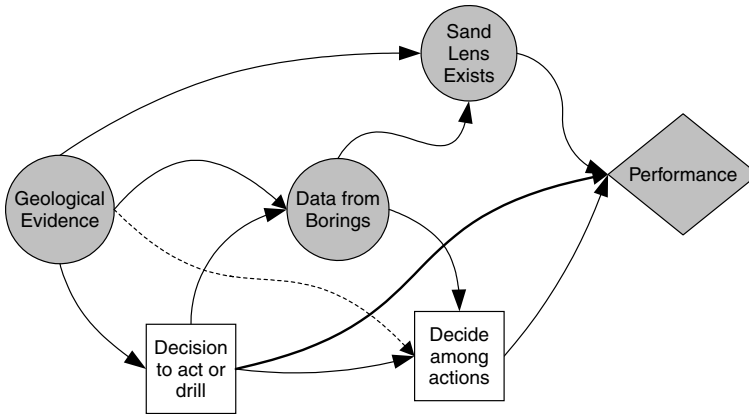 Sand
Lens
Exists
Performance
Geological
Evidence
Data from
Borings
Decision
to act or
drill
Decide
among
actions